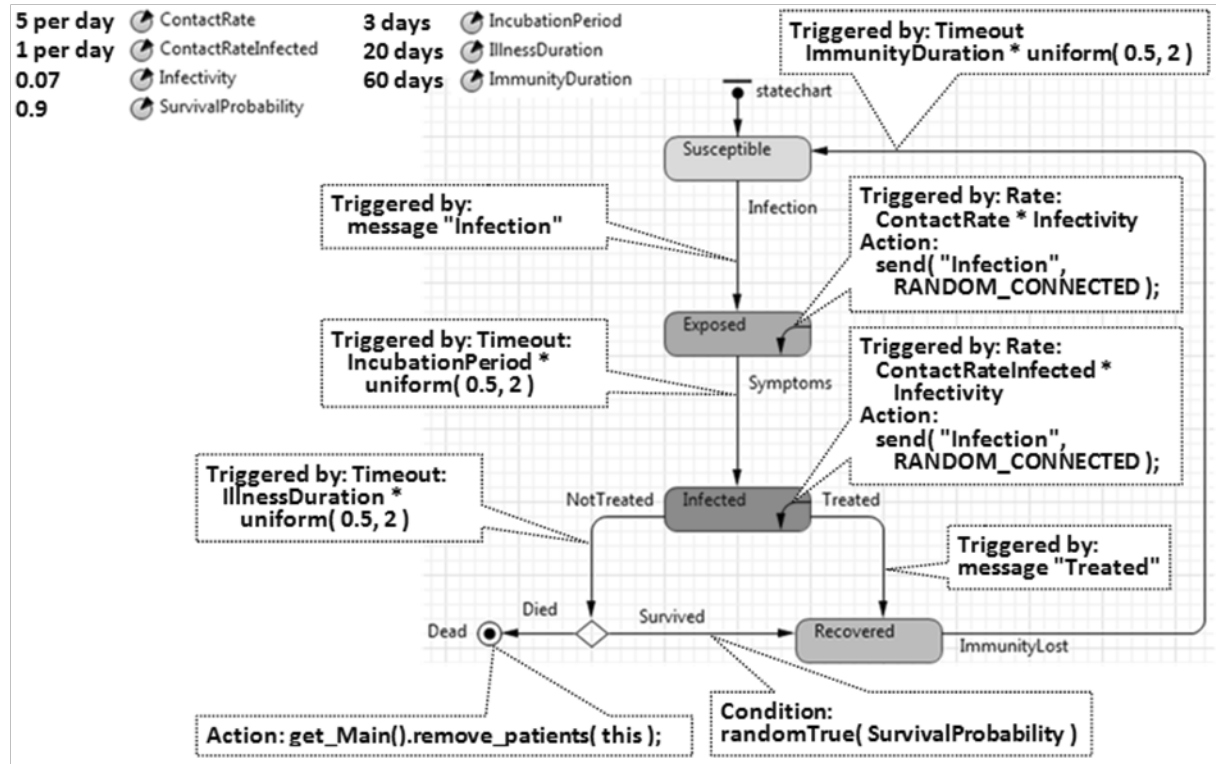 5 per day ContactRate
1 per day ContactRateInfected
0.07 Infectivity
0.9 SurvivalProbability
3 days IncubationPeriod
20 days IllnessDuration
60 days ImmunityDuration
Triggered by: Timeout
ImmunityDuration * uniform( 0.5, 2 )
statechart
Susceptible
Triggered by:
message "Infection"
Infection
Triggered by: Rate:
ContactRate * Infectivity
Action:
send( "Infection",
RANDOM_CONNECTED );
Exposed
Triggered by: Timeout:
IncubationPeriod *
uniform( 0.5, 2 )
Symptoms
Triggered by: Rate:
ContactRateInfected *
Infectivity
Action:
send( "Infection",
RANDOM_CONNECTED );
Triggered by: Timeout:
IllnessDuration *
uniform( 0.5, 2 )
NotTreated
Infected
Treated
Triggered by:
message "Treated"
Died
Survived
Dead
Recovered
ImmunityLost
Action: get_Main().remove_patients( this );
Condition:
randomTrue( SurvivalProbability )